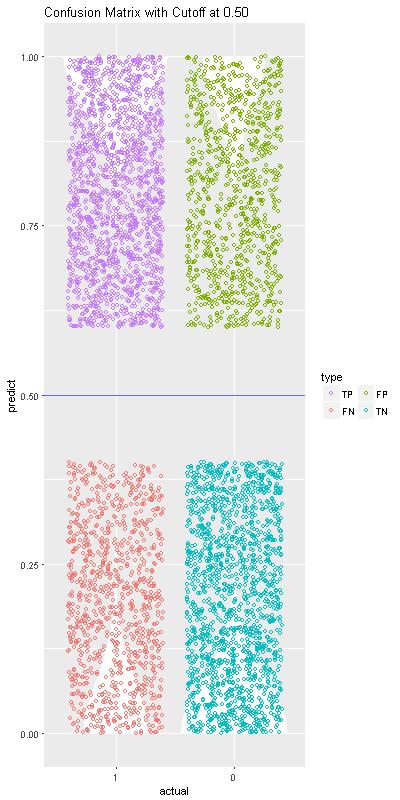 Confusion Matrix with Cutoff at 0.50
1.00
0.75
0.50
0.25
0.00
predict
1 0
actual
type
TP FP
FN TN